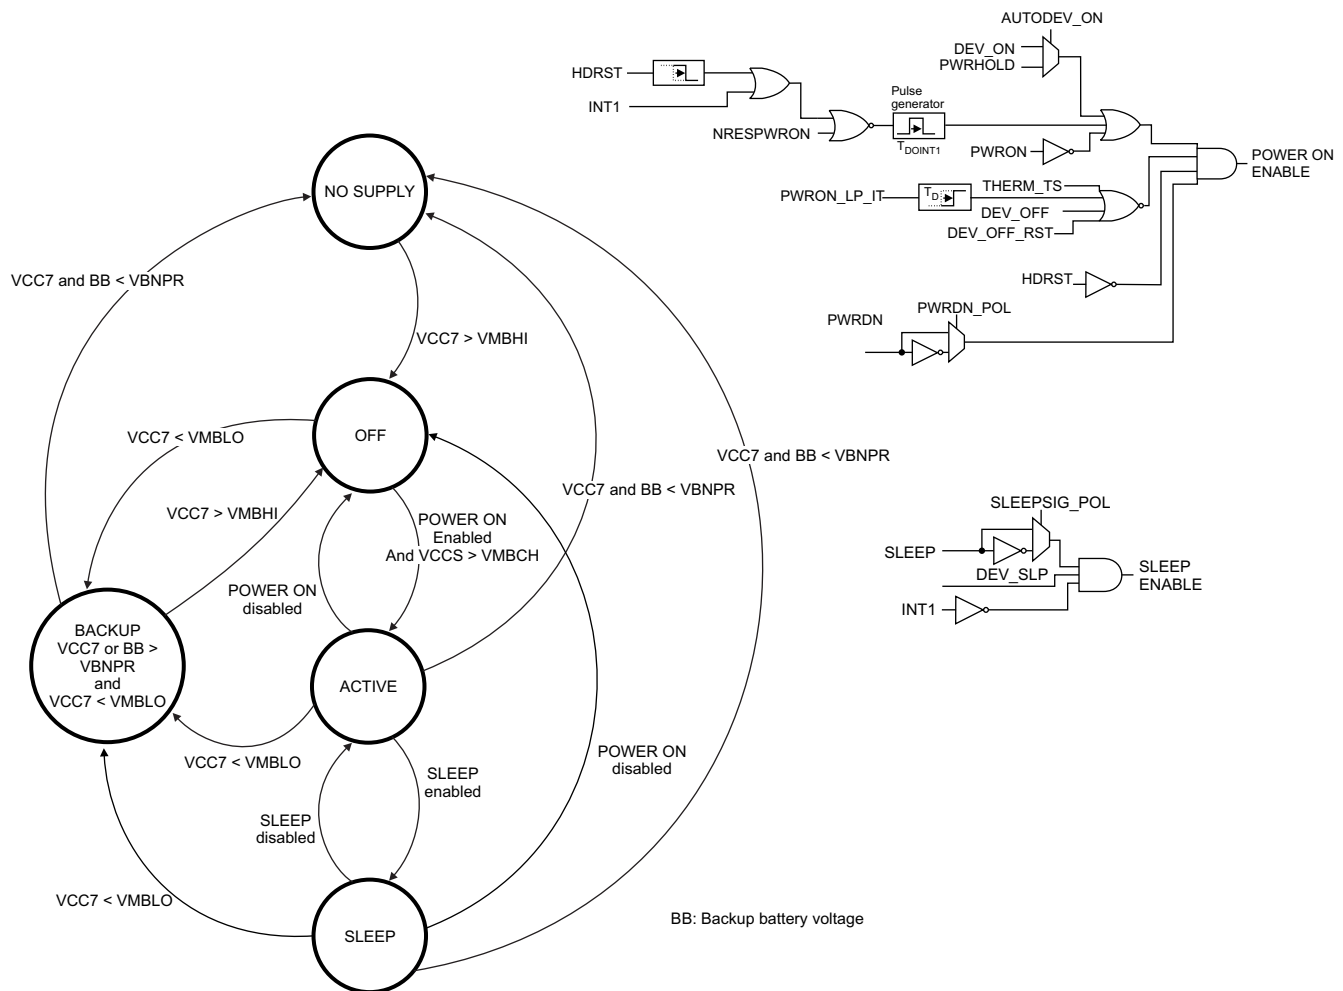 AUTODEV_ON
DEV_ON
PWRHOLD
HDRST
INT1
Pulse
generator
NRESPWRON
TDOINT1
PWRON
POWER ON
ENABLE
THERM_TS
PWRON_LP_IT
TD
DEV_OFF
DEV_OFF_RST
HDRST
PWRDN_POL
PWRDN
NO SUPPLY
VCC7 and BB < VBNPR
VCC7 > VMBHI
OFF
VCC7 < VMBLO
VCC7 and BB < VBNPR
VCC7 and BB < VBNPR
VCC7 > VMBHI
POWER ON
Enabled
And VCCS > VMBCH
POWER ON
disabled
BACKUP
VCC7 or BB >
VBNPR
and
VCC7 < VMBLO
ACTIVE
VCC7 < VMBLO
SLEEP
enabled
POWER ON
disabled
SLEEP
disabled
VCC7 < VMBLO
SLEEP
BB: Backup battery voltage
SLEEPSIG_POL
SLEEP
DEV_SLP
INT1
SLEEP
ENABLE